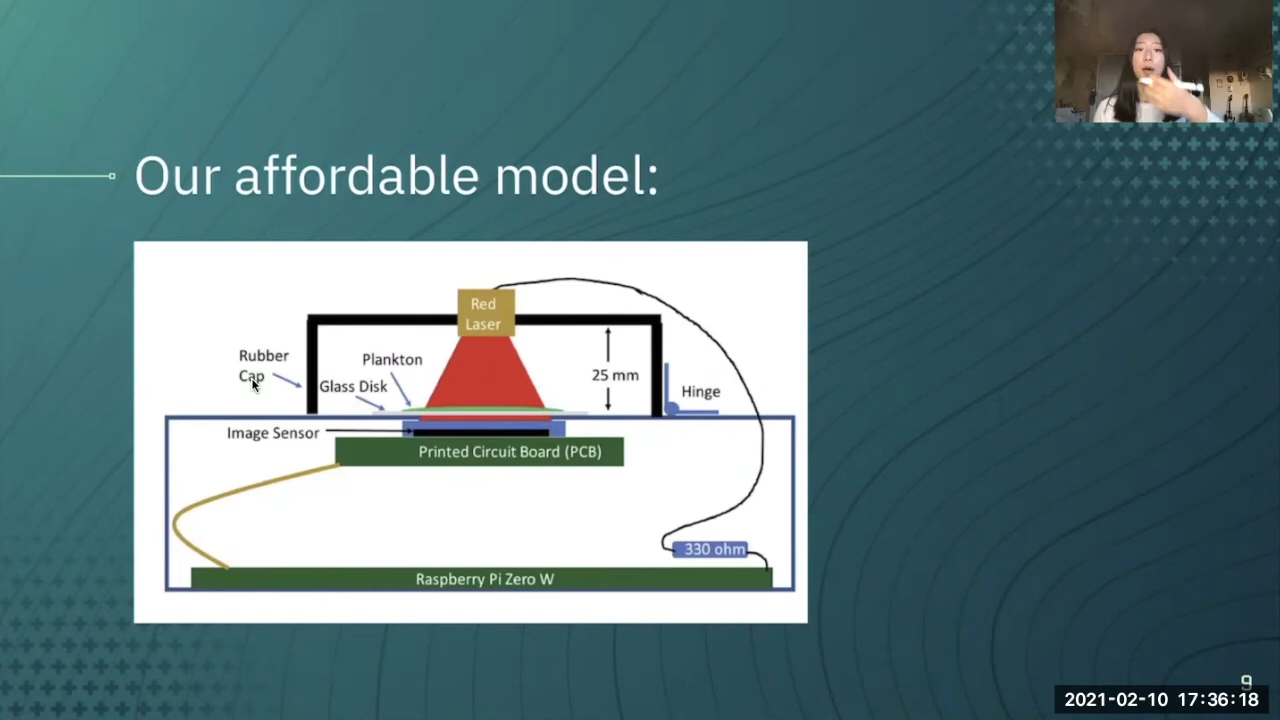 Our affordable model:
Red
Laser
Rubber
Cap
Plankton
Glass Disk
25 mm
Hinge
Image Sensor
Printed Circuit Board (PCB)
330 ohm
Raspberry Pi Zero W
9
2021-02-10 17:36:18